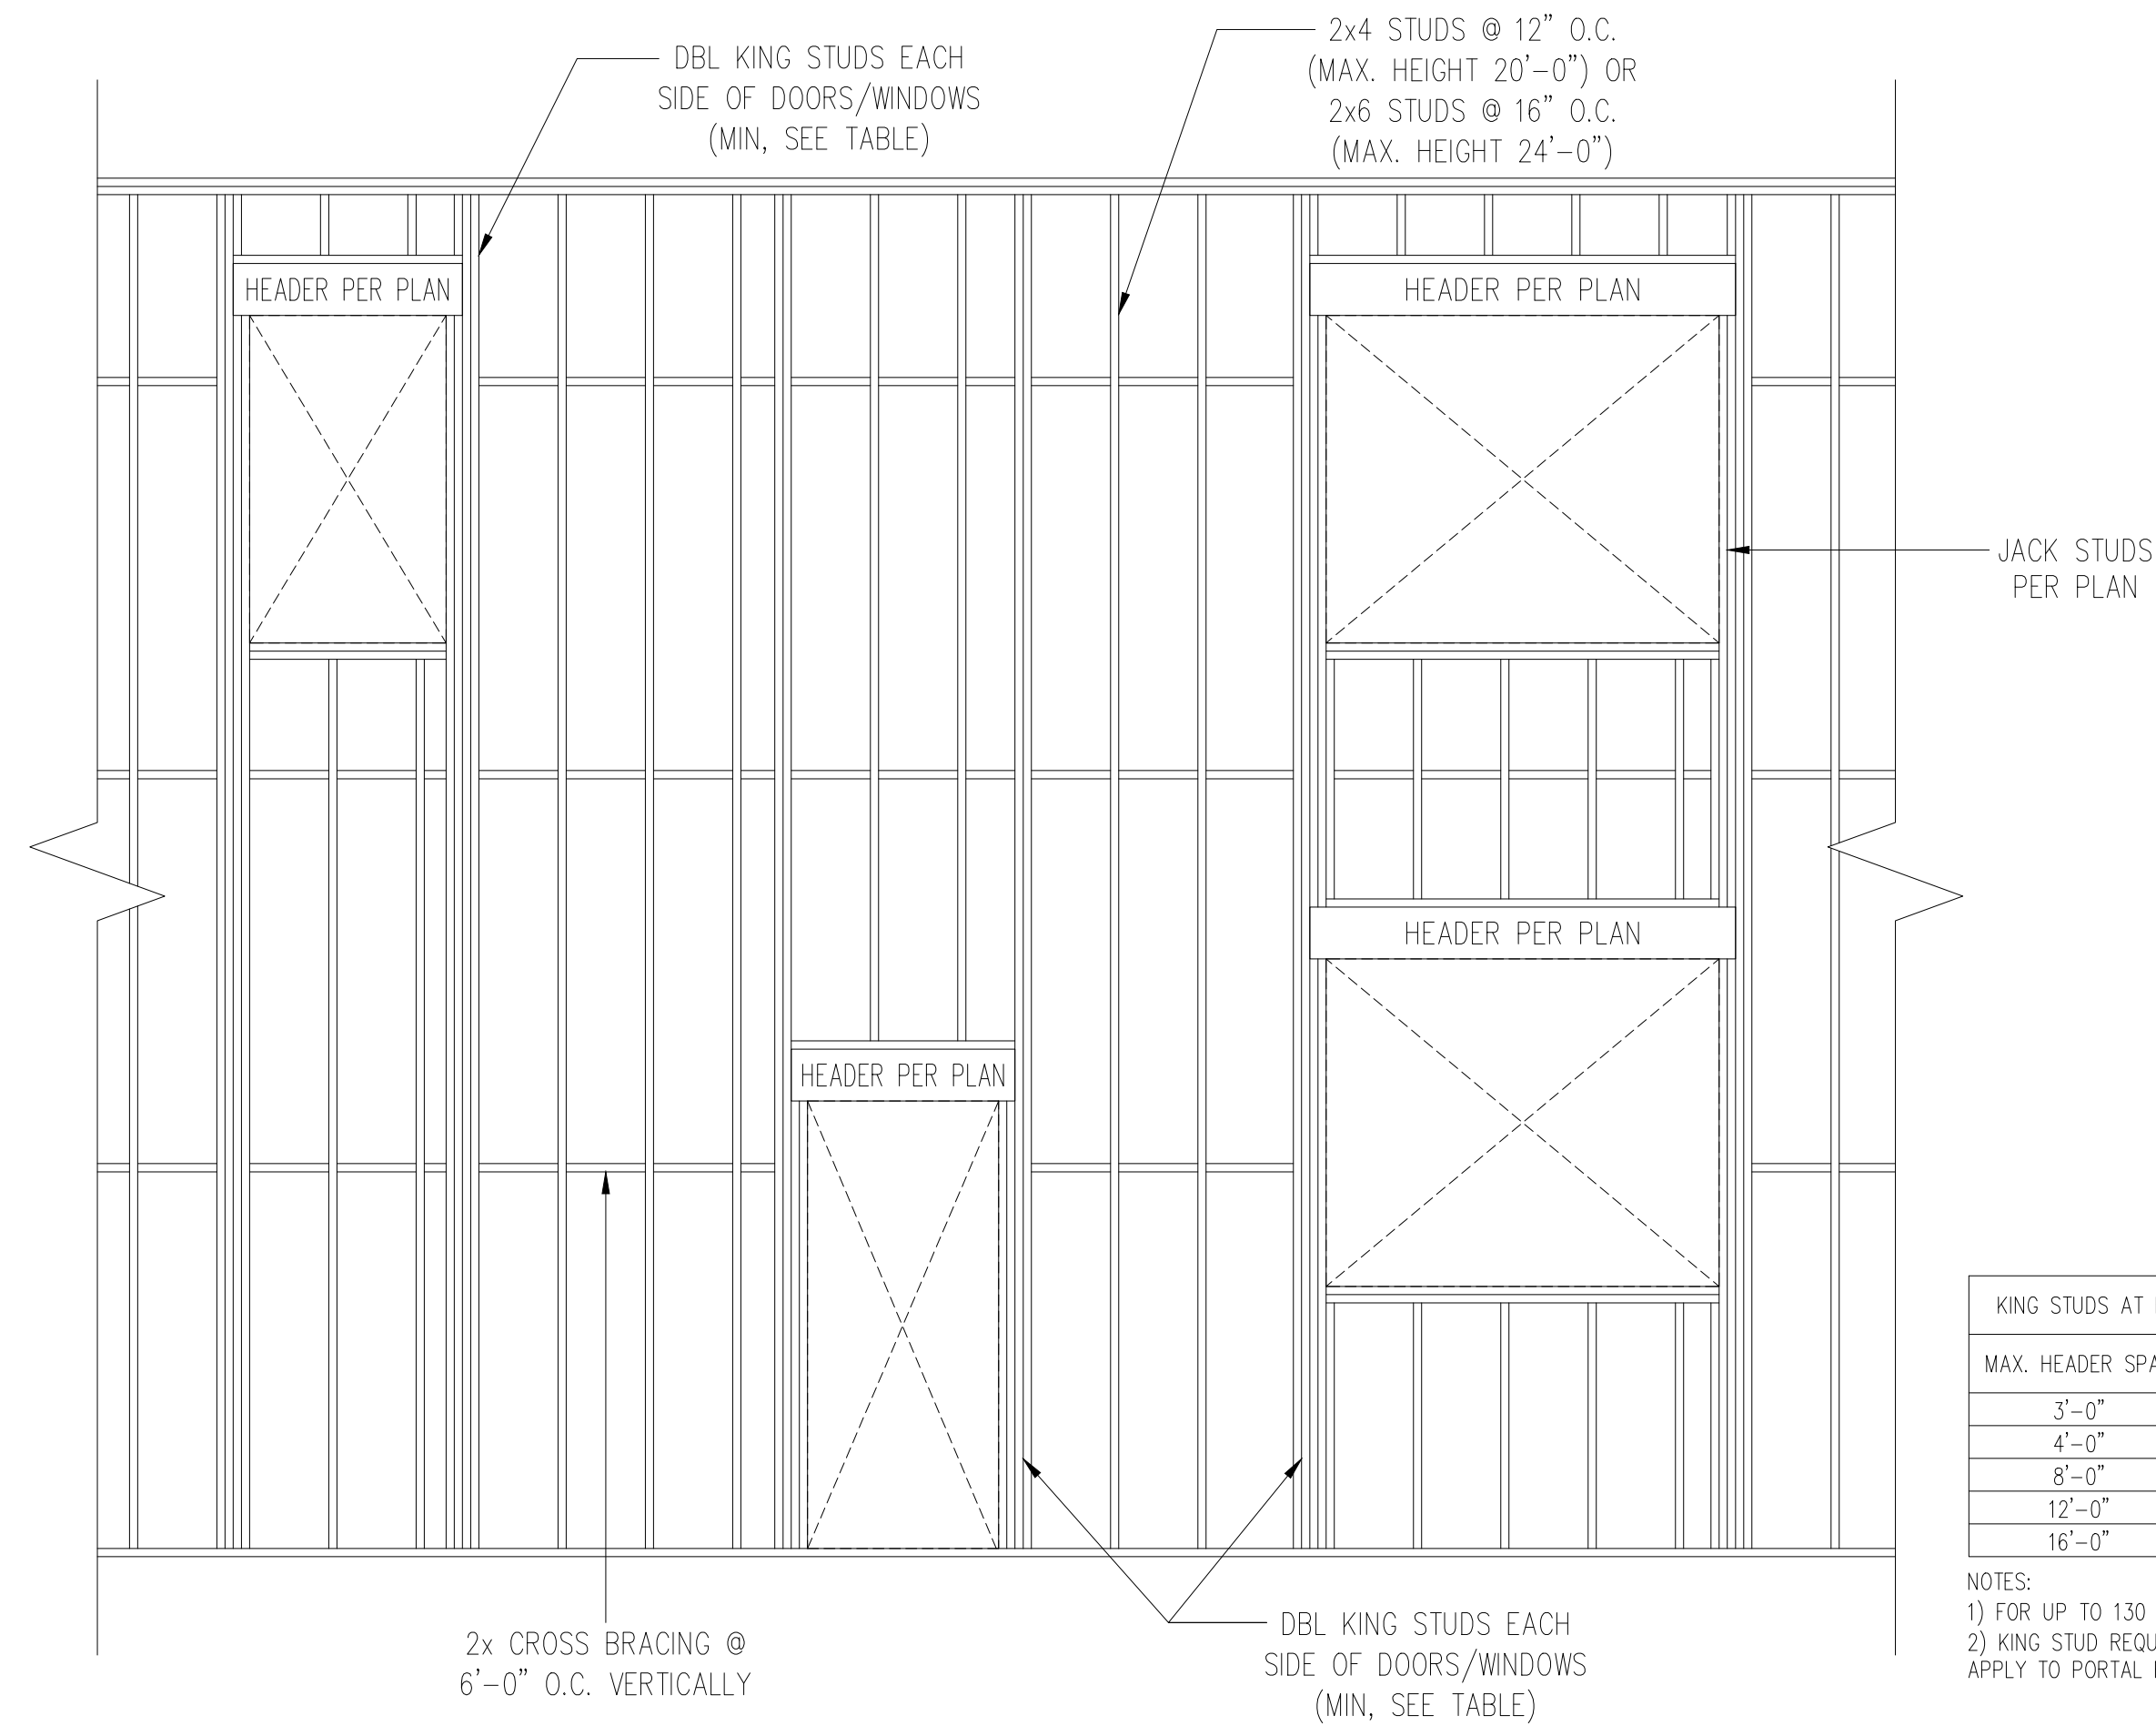 DBL KING STUDS EACH
SIDE OF DOORS/WINDOWS
(MIN, SEE TABLE)
2x4 STUDS @ 12" O.C.
(MAX. HEIGHT 20'-0") OR
2x6 STUDS @ 16" O.C.
(MAX. HEIGHT 24'-0")
HEADER PER PLAN
HEADER PER PLAN
JACK STUDS
PER PLAN
HEADER PER PLAN
HEADER PER PLAN
KING STUDS AT
MAX. HEADER
3'-0"
4'-0"
8'-0"
12'-0"
16'-0"
NOTES:
1) FOR UP TO 130
2) KING STUD
APPLY TO PORTAL
2x CROSS BRACING @
6'-0" O.C. VERTICALLY
DBL KING STUDS EACH
SIDE OF DOORS/WINDOWS
(MIN, SEE TABLE)